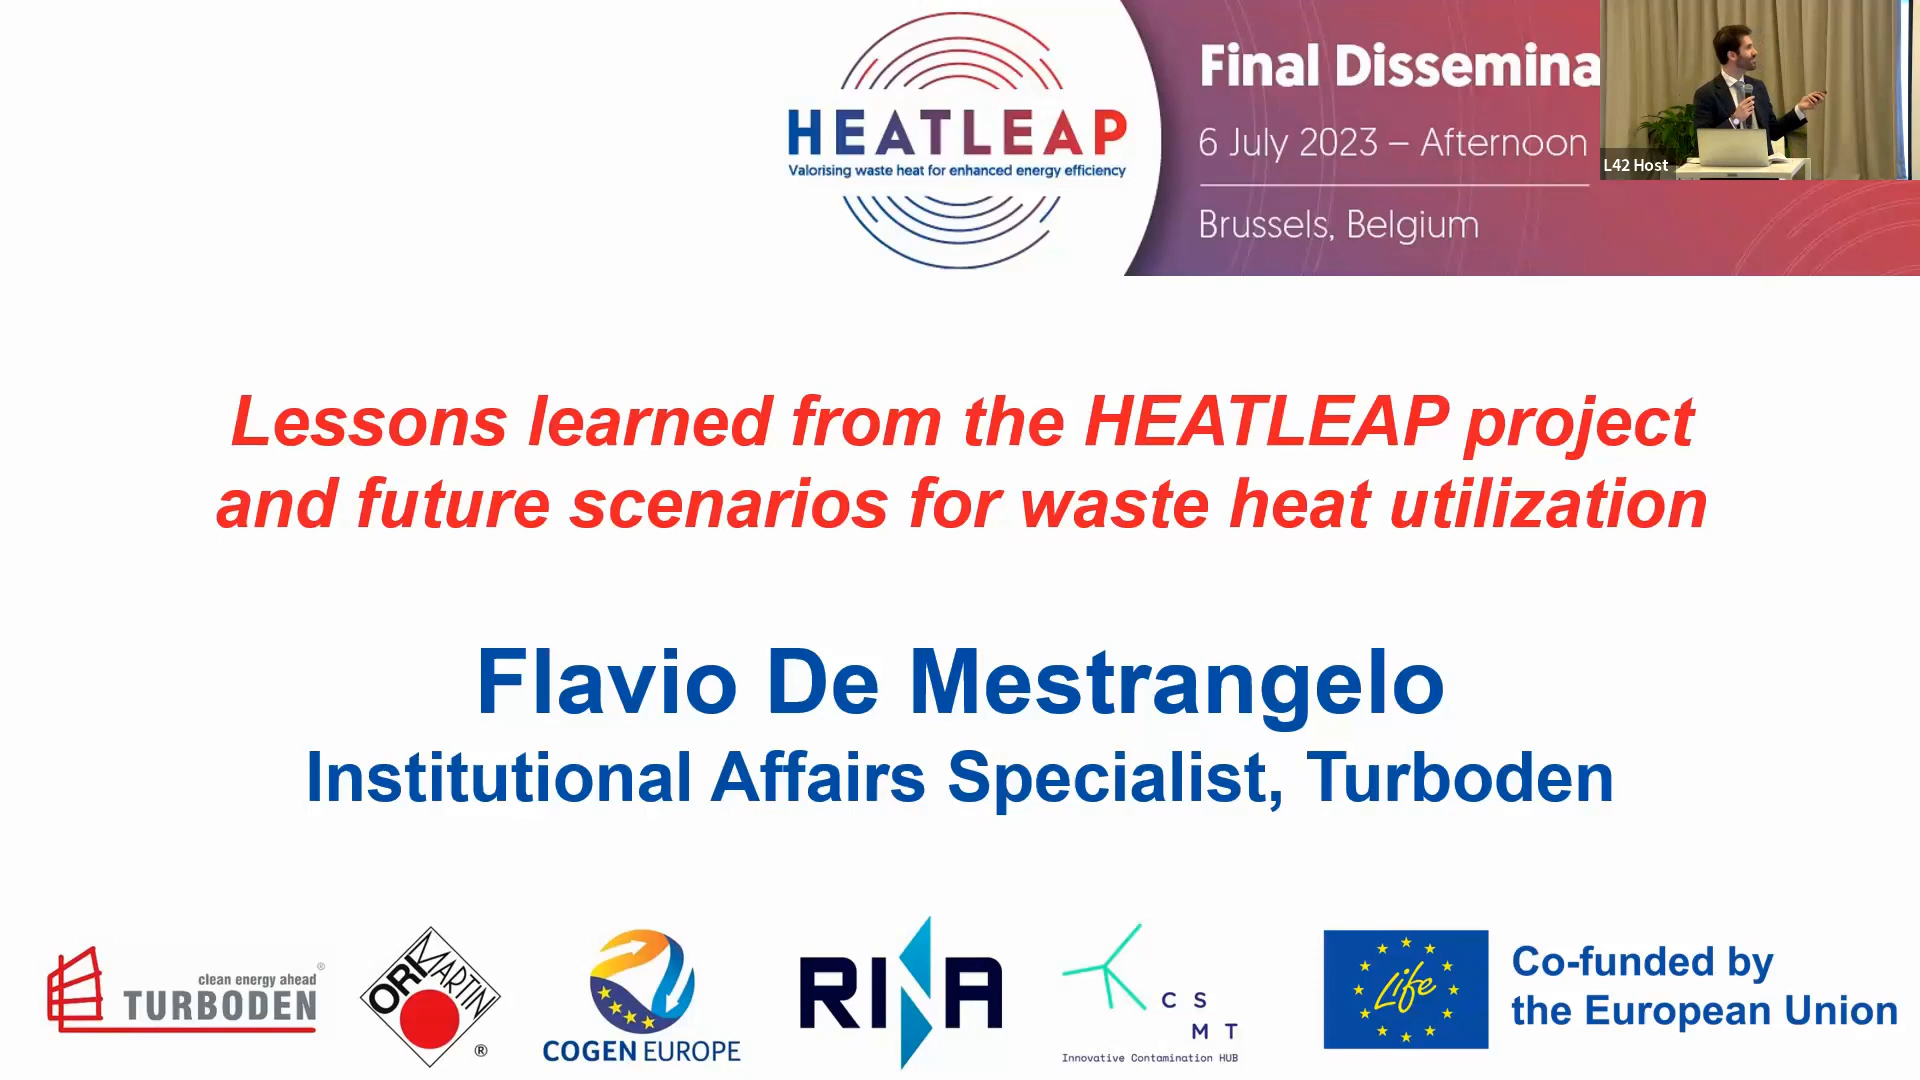 HEATLEAP
Valorising waste heat for enhanced energy efficiency
Final Dissemina
6 July 2023 – Afternoon
Brussels, Belgium
L42 Host
Lessons learned from the HEATLEAP project
and future scenarios for waste heat utilization
Flavio De Mestrangelo
Institutional Affairs Specialist, Turboden
clean energy ahead
TURBODEN ®
ORI MARTIN ®
COGEN EUROPE
RINA
CS
MT
Innovative Contamination HUB
Life
Co-funded by
the European Union